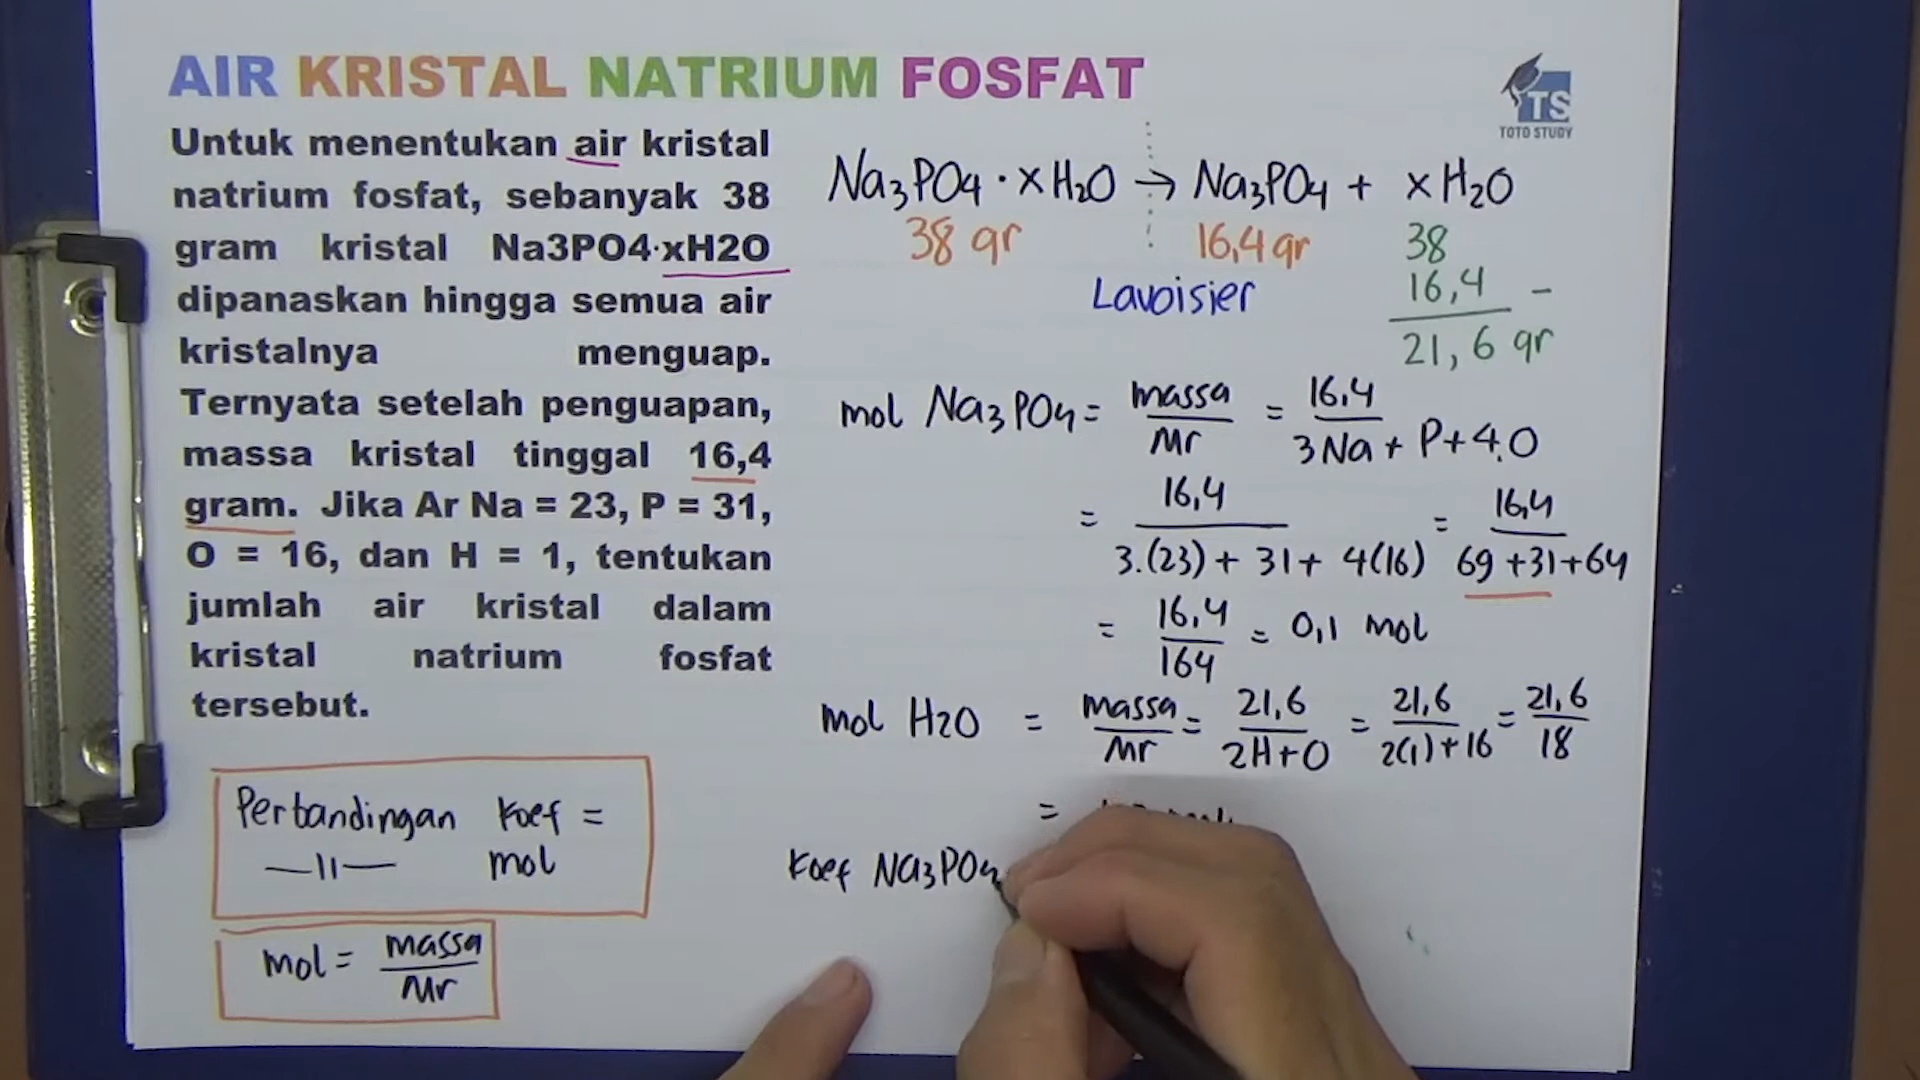 AIR KRISTAL NATRIUM FOSFAT
TS
TOTO STUDY
Untuk menentukan air kristal
natrium fosfat, sebanyak 38
gram kristal Na3PO4·xH2O
dipanaskan hingga semua air
kristalnya menguap.
Ternyata setelah penguapan,
massa kristal tinggal 16,4
gram. Jika Ar Na = 23, P = 31,
O = 16, dan H = 1, tentukan
jumlah air kristal dalam
kristal natrium fosfat
tersebut.
Perbandingan koef =
—11— mol
mol = massa / Mr
Na3PO4 · xH2O → Na3PO4 + xH2O
38 gr 16,4 gr 38
16,4 –
Lavoisier
21,6 gr
mol Na3PO4 = massa / Mr = 16,4 / 3Na + P + 4.O
= 16,4 / 3.(23) + 31 + 4(16) = 16,4 / 69 + 31 + 64
= 16,4 / 164 = 0,1 mol
mol H2O = massa / Mr = 21,6 / 2H+O = 21,6 / 2(1)+16 = 21,6 / 18
=
koef Na3PO4